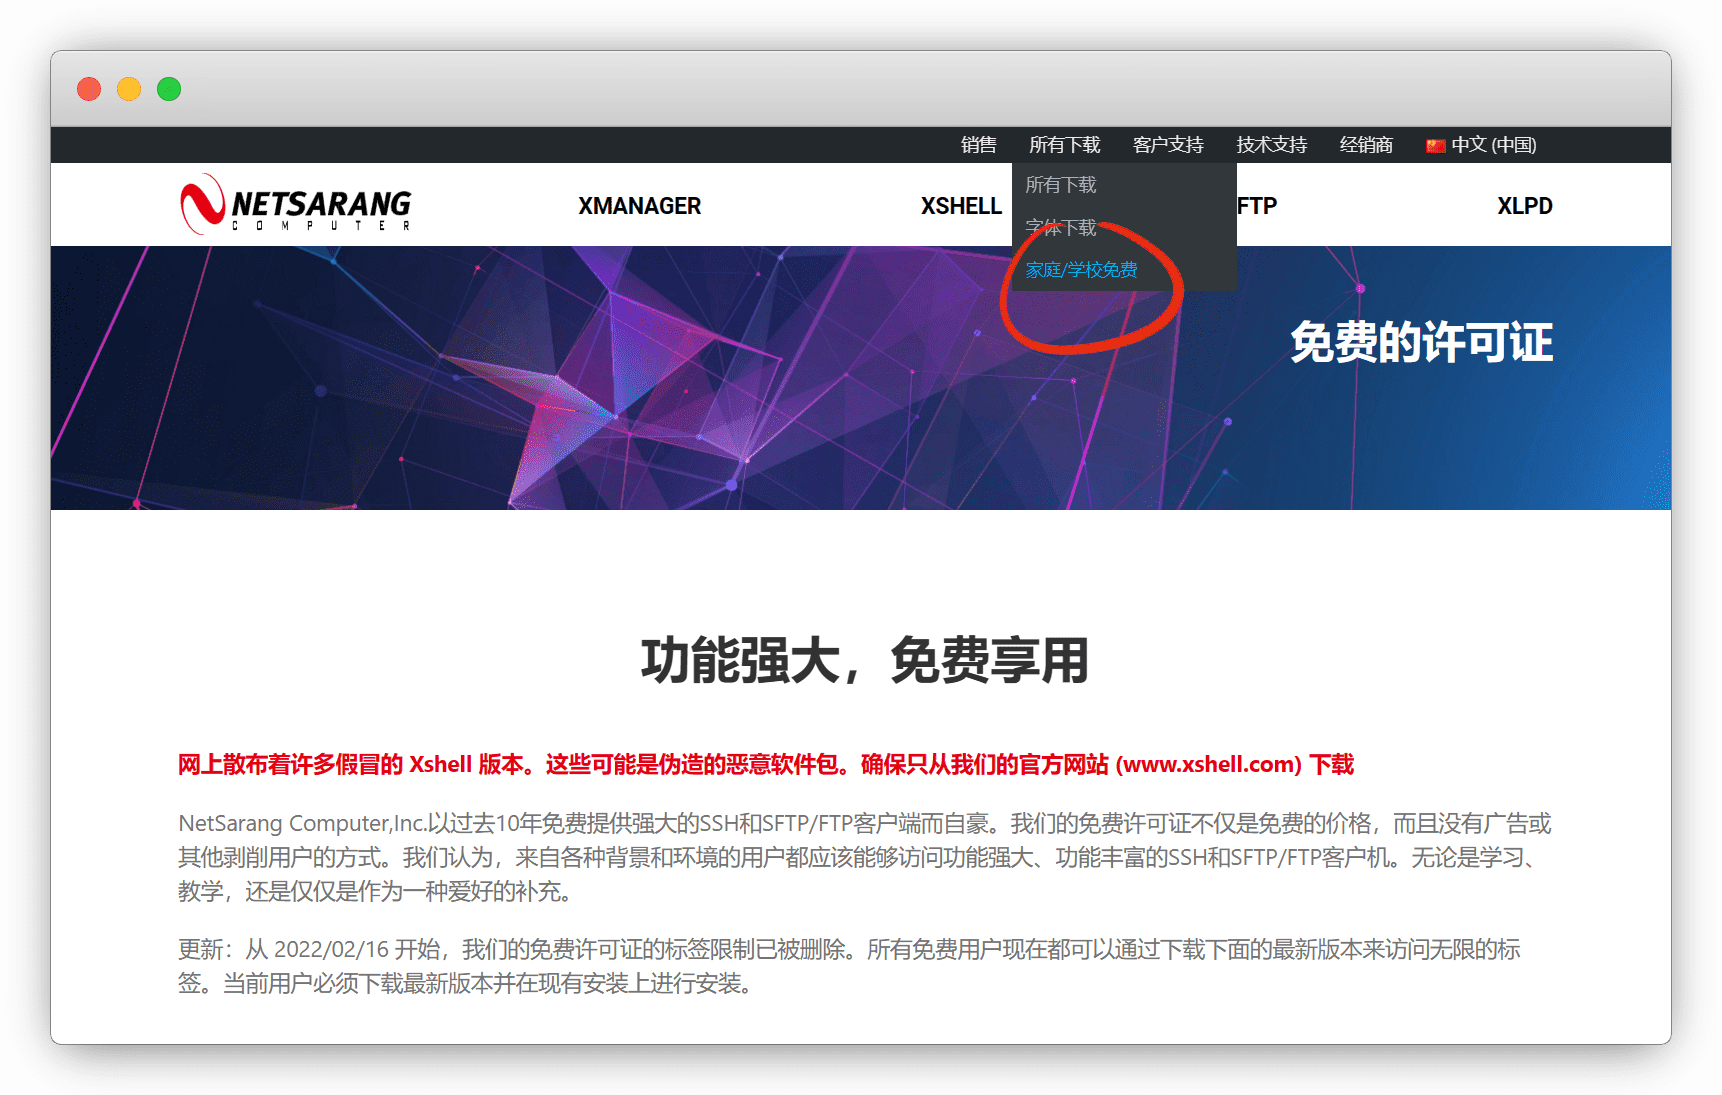 销售 所有下载 客户支持 技术支持 经销商 中文 (中国)
NETSARANG
COMPUTER
XMANAGER XSHELL FTP XLPD
所有下载
字体下载
家庭/学校免费
免费的许可证
功能强大，免费享用
网上散布着许多假冒的 Xshell 版本。这些可能是伪造的恶意软件包。确保只从我们的官方网站 (www.xshell.com) 下载
NetSarang Computer,Inc.以过去10年免费提供强大的SSH和SFTP/FTP客户端而自豪。我们的免费许可证不仅是免费的价格，而且没有广告或
其他剥削用户的方式。我们认为，来自各种背景和环境的用户都应该能够访问功能强大、功能丰富的SSH和SFTP/FTP客户机。无论是学习、
教学，还是仅仅是作为一种爱好的补充。
更新：从 2022/02/16 开始，我们的免费许可证的标签限制已被删除。所有免费用户现在都可以通过下载下面的最新版本来访问无限的标
签。当前用户必须下载最新版本并在现有安装上进行安装。